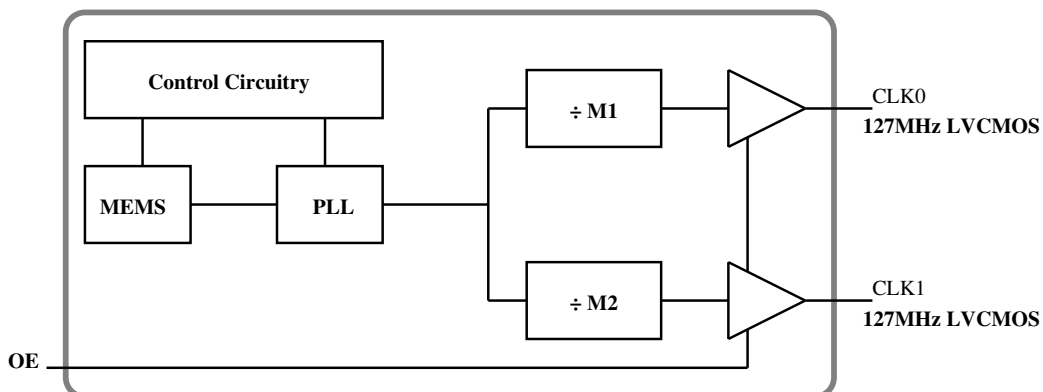 Control Circuitry
MEMS
PLL
÷ M1
÷ M2
CLK0
127MHz LVCMOS
CLK1
127MHz LVCMOS
OE